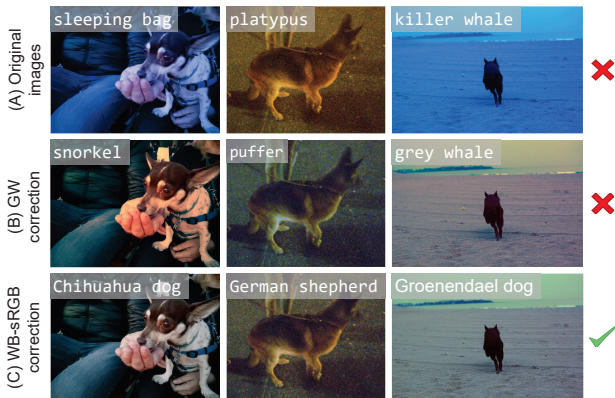 (A) Original images
sleeping bag
platypus
killer whale
(B) GW correction
snorkel
puffer
grey whale
(C) WB-sRGB correction
Chihuahua dog
German shepherd
Groenendael dog